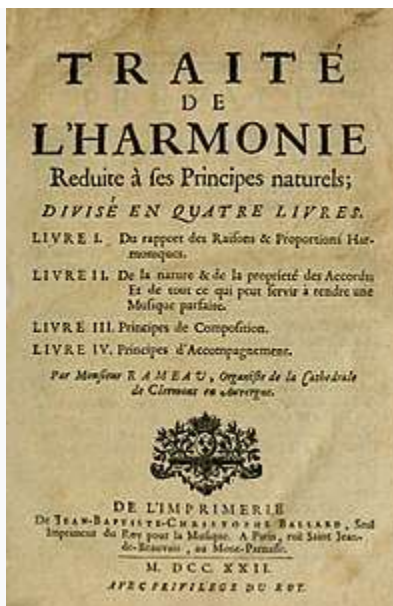 TRAITÉ
DE
L'HARMONIE
Reduite à ses Principes naturels;
DIVISÉ EN QUATRE LIVRES.
LIVRE I. Du rapport des Raisons & Proportions Har-
moniques.
LIVRE II. De la nature & de la proprieté des Accords;
Et de tout ce qui peut servir à rendre une
Musique parfaite.
LIVRE III. Principes de Composition.
LIVRE IV. Principes d'Accompagnement.
Par Monsieur RAMEAU, Organiste de la Cathedrale
de Clermont en Auvergne.
DE L'IMPRIMERIE
De JEAN-BAPTISTE-CHRISTOPHE BALLARD, Seul
Imprimeur du Roy pour la Musique. A Paris, ruë Saint Jean-
de-Beauvais, au Mont-Parnasse.
M. DCC. XXII.
AVEC PRIVILEGE DU ROY.